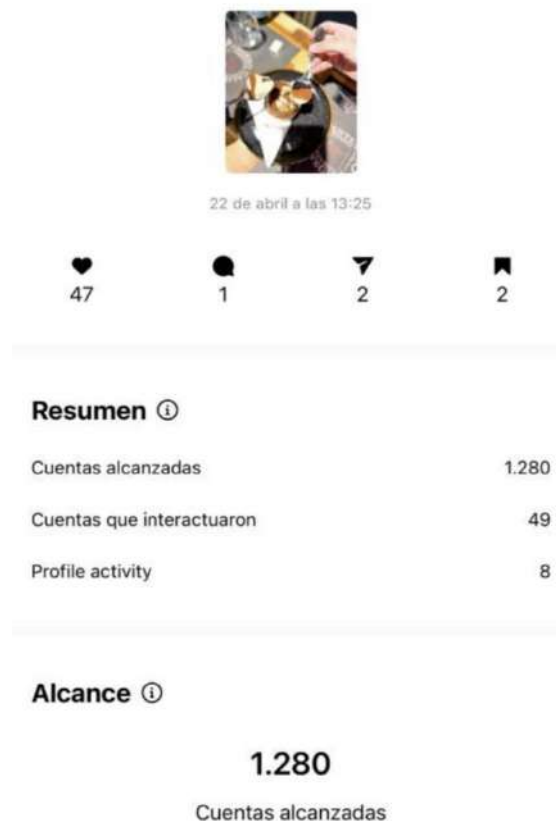 22 de abril a las 13:25
47 1 2 2
Resumen
Cuentas alcanzadas 1.280
Cuentas que interactuaron 49
Profile activity 8
Alcance
1.280
Cuentas alcanzadas